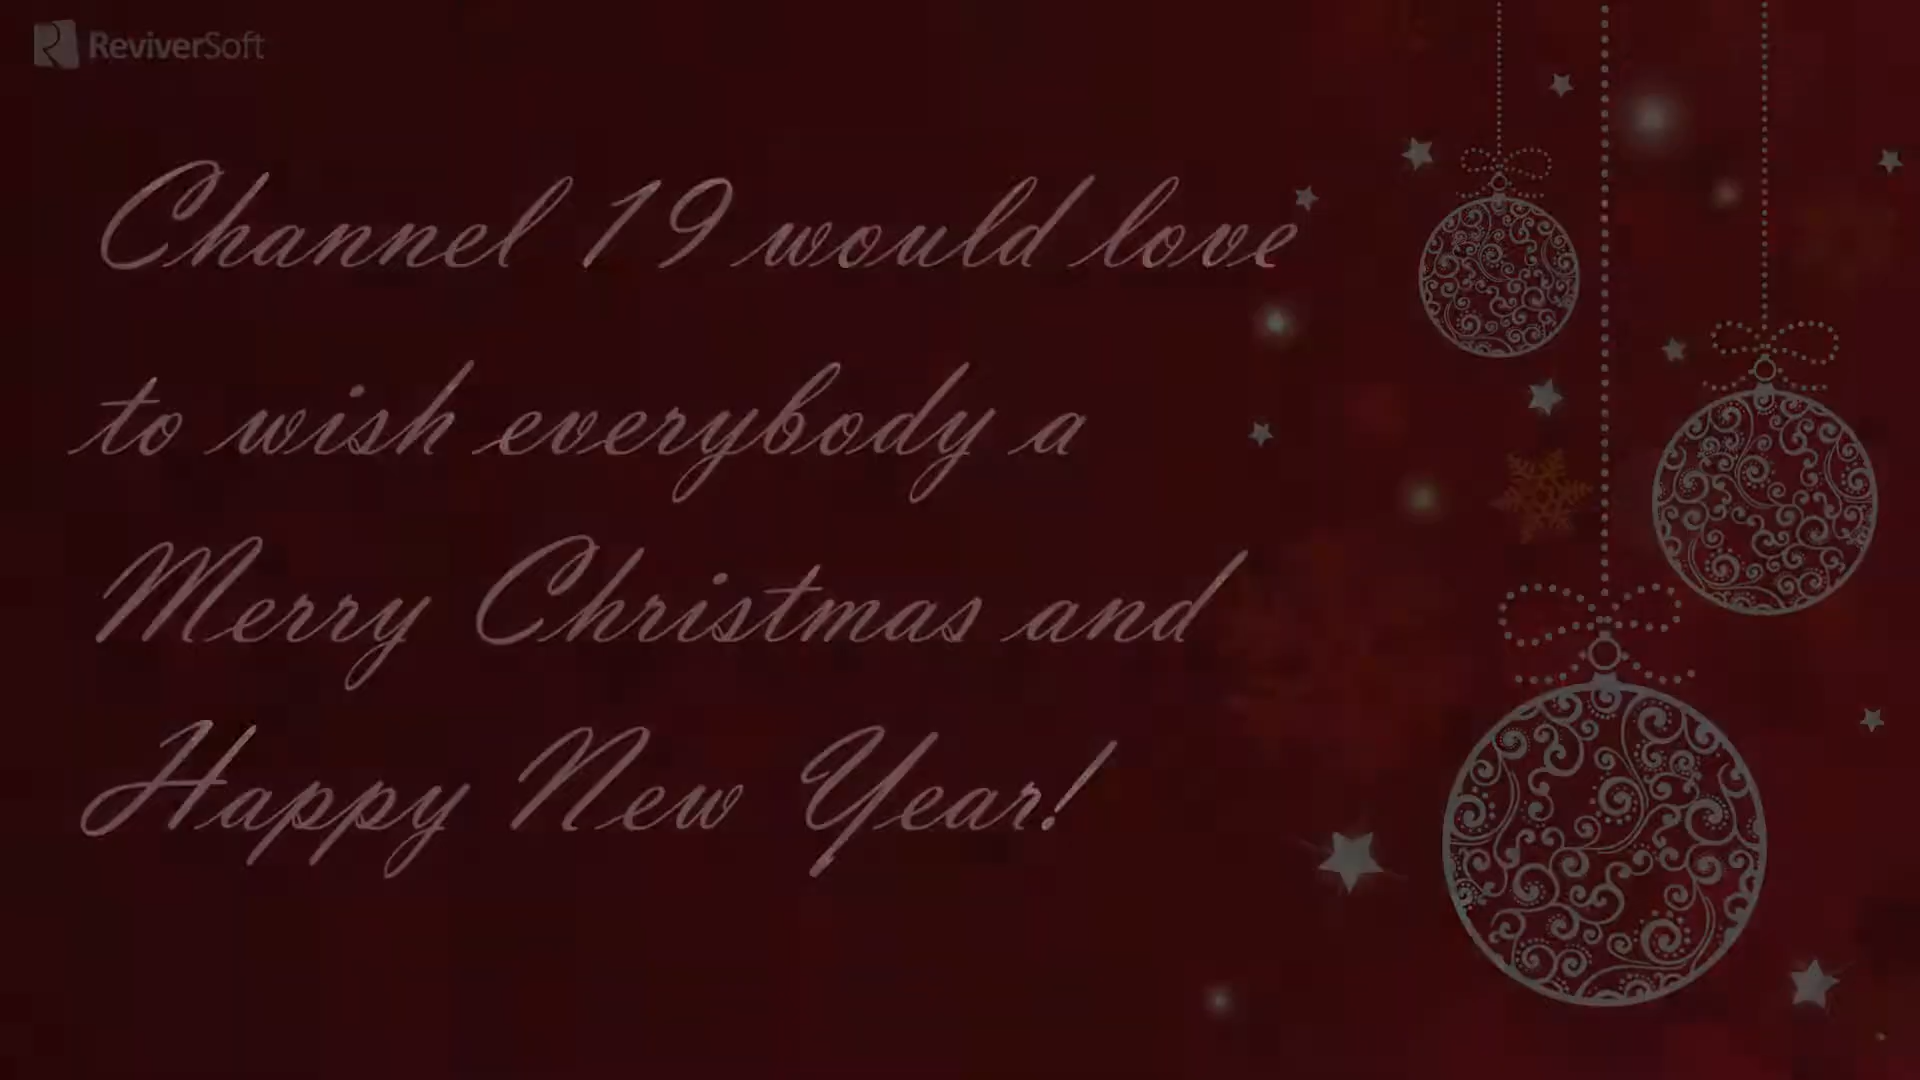 ReviverSoft
Channel 19 would love
to wish everybody a
Merry Christmas and
Happy New Year!